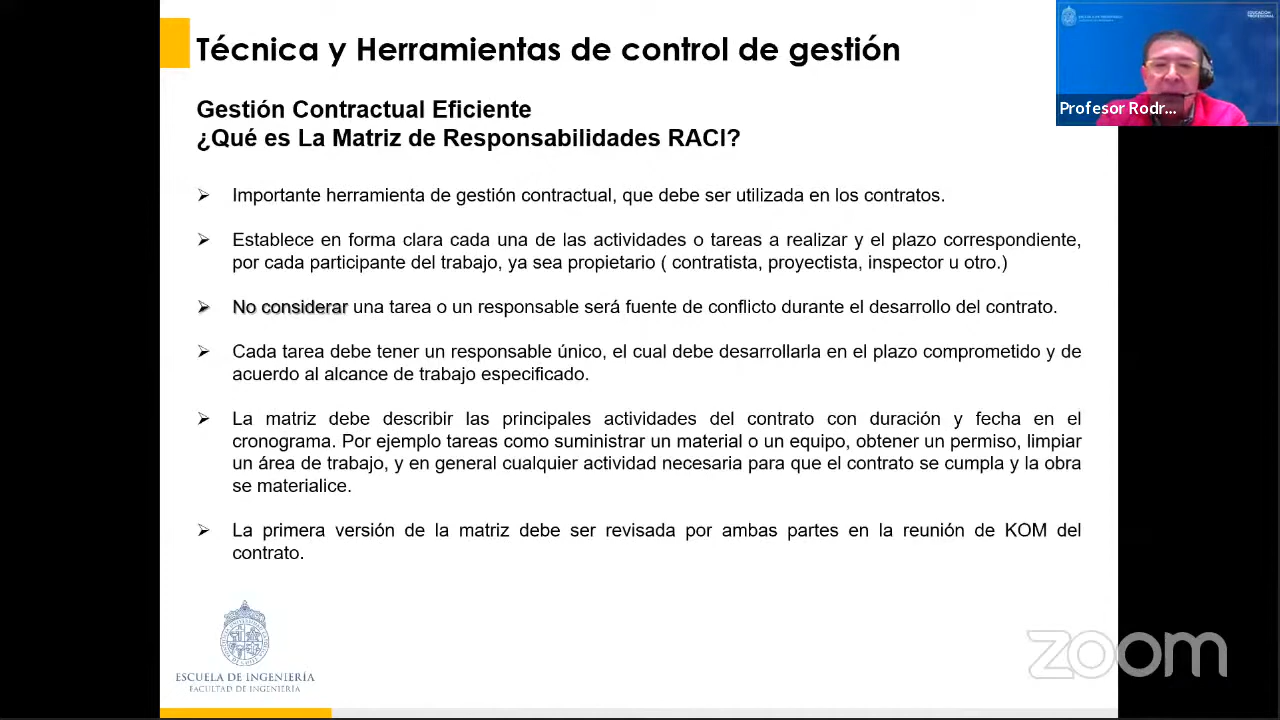 Técnica y Herramientas de control de gestión
Gestión Contractual Eficiente
¿Qué es La Matriz de Responsabilidades RACI?
Importante herramienta de gestión contractual, que debe ser utilizada en los contratos.
Establece en forma clara cada una de las actividades o tareas a realizar y el plazo correspondiente,
por cada participante del trabajo, ya sea propietario ( contratista, proyectista, inspector u otro.)
No considerar una tarea o un responsable será fuente de conflicto durante el desarrollo del contrato.
Cada tarea debe tener un responsable único, el cual debe desarrollarla en el plazo comprometido y de
acuerdo al alcance de trabajo especificado.
La matriz debe describir las principales actividades del contrato con duración y fecha en el
cronograma. Por ejemplo tareas como suministrar un material o un equipo, obtener un permiso, limpiar
un área de trabajo, y en general cualquier actividad necesaria para que el contrato se cumpla y la obra
se materialice.
La primera versión de la matriz debe ser revisada por ambas partes en la reunión de KOM del
contrato.
ESCUELA DE INGENIERÍA
FACULTAD DE INGENIERÍA
EDUCACIÓN
PROFESIONAL
Profesor Rodr...
zoom